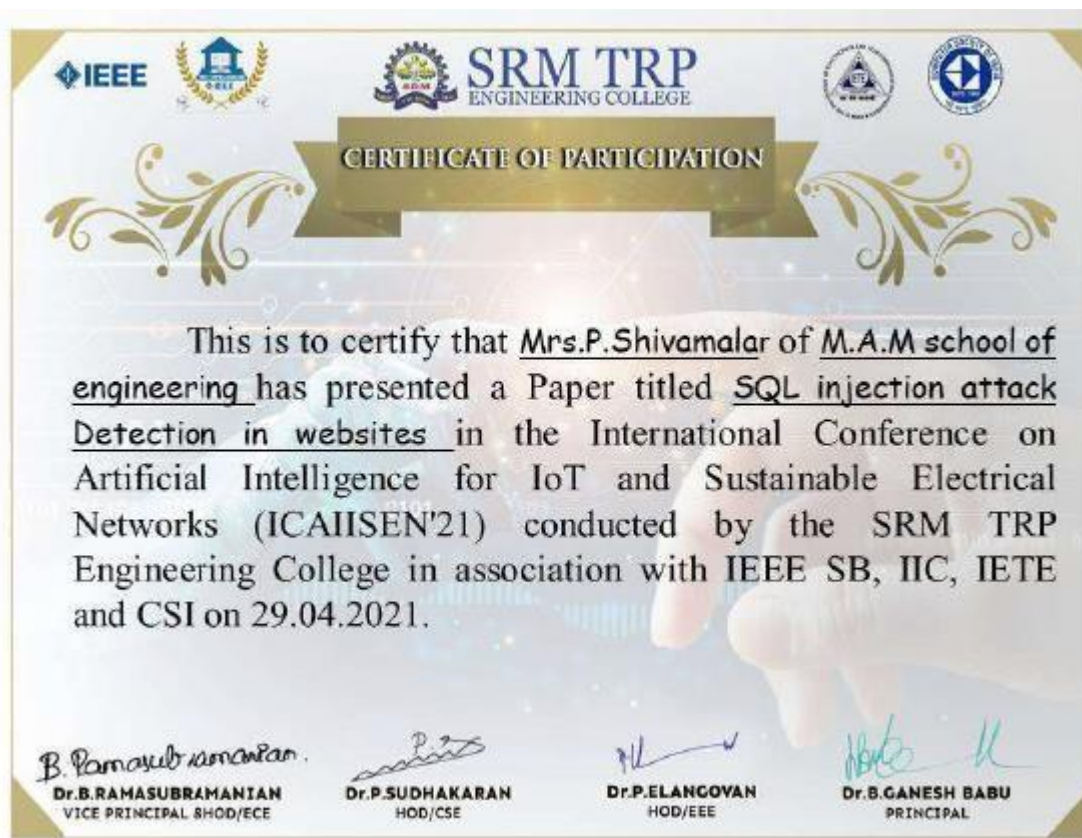 IEEE
SRM TRP
ENGINEERING COLLEGE
CERTIFICATE OF PARTICIPATION
This is to certify that Mrs.P.Shivamalar of M.A.M school of
engineering has presented a Paper titled SQL injection attack
Detection in websites in the International Conference on
Artificial Intelligence for IoT and Sustainable Electrical
Networks (ICAIISEN'21) conducted by the SRM TRP
Engineering College in association with IEEE SB, IIC, IETE
and CSI on 29.04.2021.
B. Ramasubramanian.
Dr.B.RAMASUBRAMANIAN
VICE PRINCIPAL &HOD/ECE
Dr.P.SUDHAKARAN
HOD/CSE
Dr.P.ELANGOVAN
HOD/EEE
Dr.B.GANESH BABU
PRINCIPAL